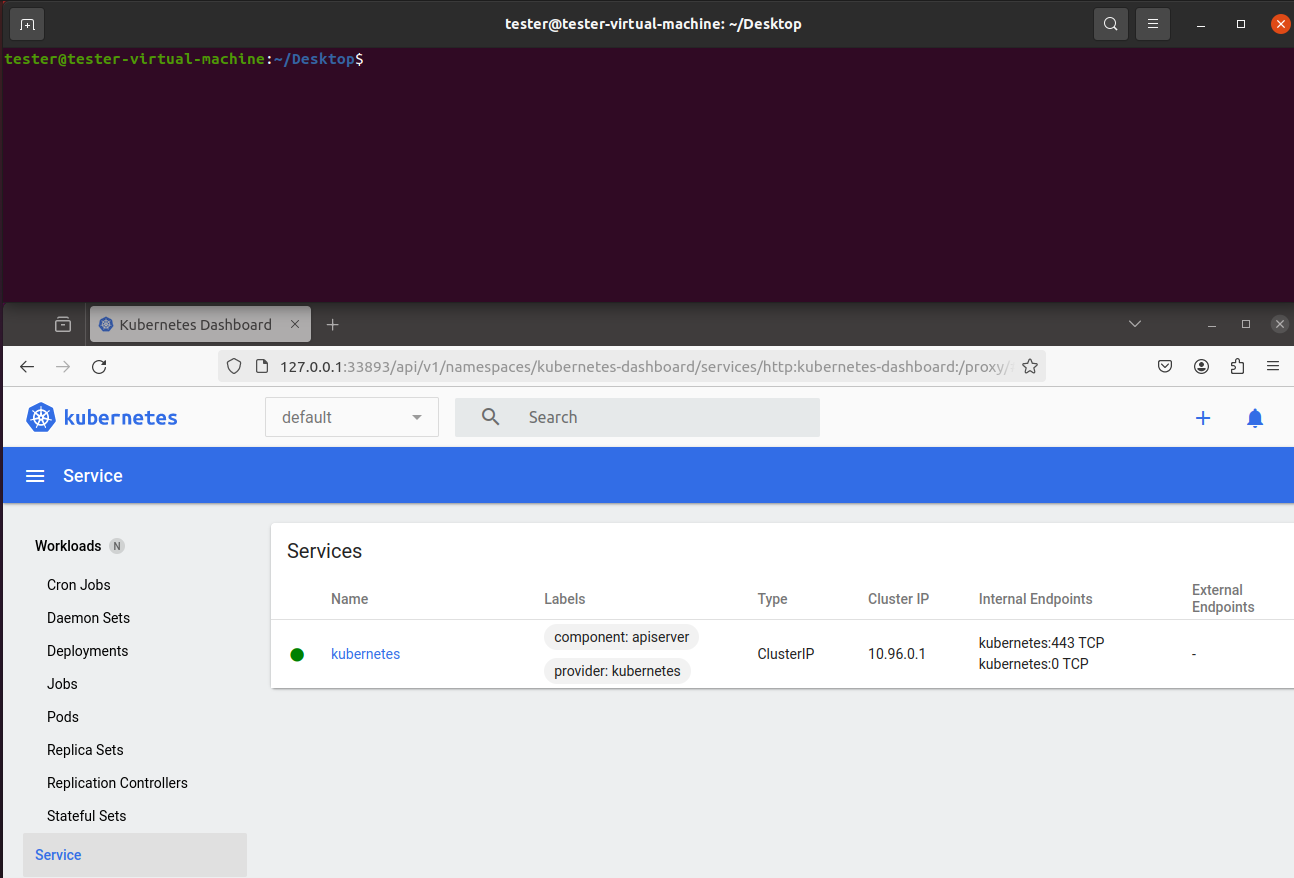 tester@tester-virtual-machine: ~/Desktop
tester@tester-virtual-machine:~/Desktop$
Kubernetes Dashboard
127.0.0.1:33893/api/v1/namespaces/kubernetes-dashboard/services/http:kubernetes-dashboard:/proxy/#
kubernetes
default
Search
Service
Workloads N
Cron Jobs
Daemon Sets
Deployments
Jobs
Pods
Replica Sets
Replication Controllers
Stateful Sets
Service
Services
Name Labels Type Cluster IP Internal Endpoints External Endpoints
kubernetes
component: apiserver
provider: kubernetes
ClusterIP
10.96.0.1
kubernetes:443 TCP
kubernetes:0 TCP
-